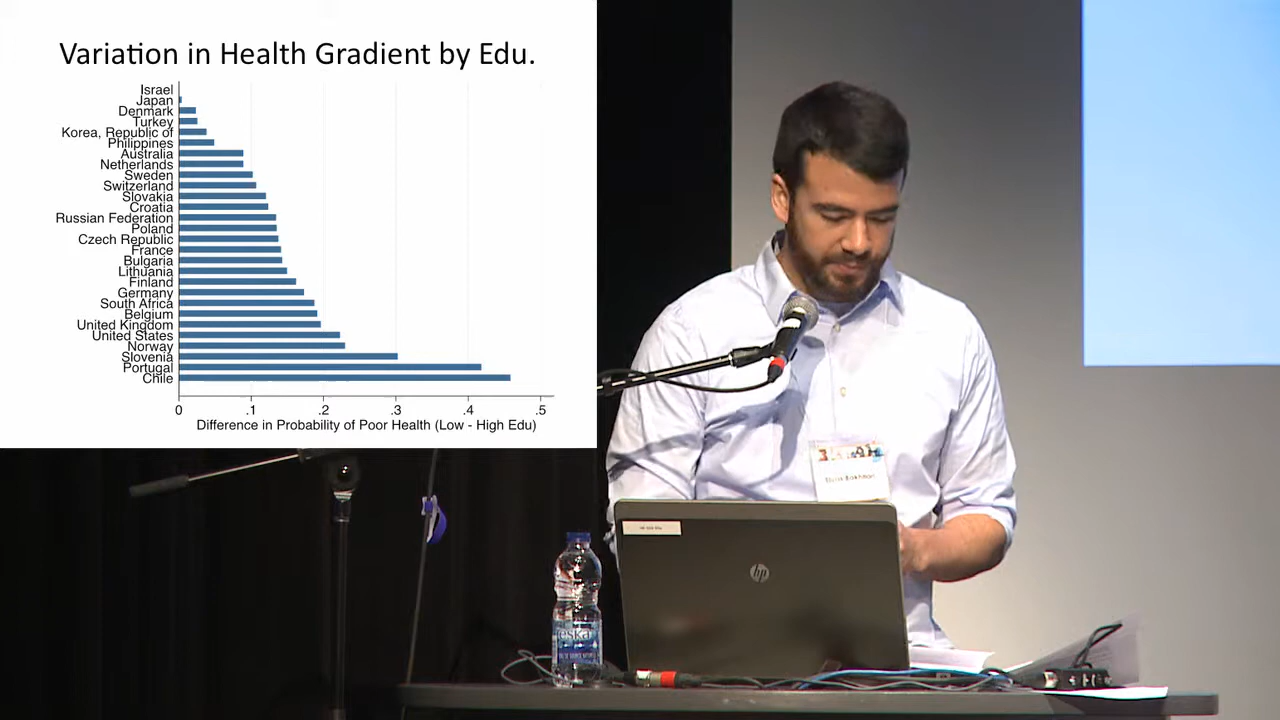 Variation in Health Gradient by Edu.
Israel
Japan
Denmark
Turkey
Korea, Republic of
Philippines
Australia
Netherlands
Sweden
Switzerland
Slovakia
Croatia
Russian Federation
Poland
Czech Republic
France
Bulgaria
Lithuania
Finland
Germany
South Africa
Belgium
United Kingdom
United States
Norway
Slovenia
Portugal
Chile
0 .1 .2 .3 .4 .5
Difference in Probability of Poor Health (Low - High Edu)
hp
eska